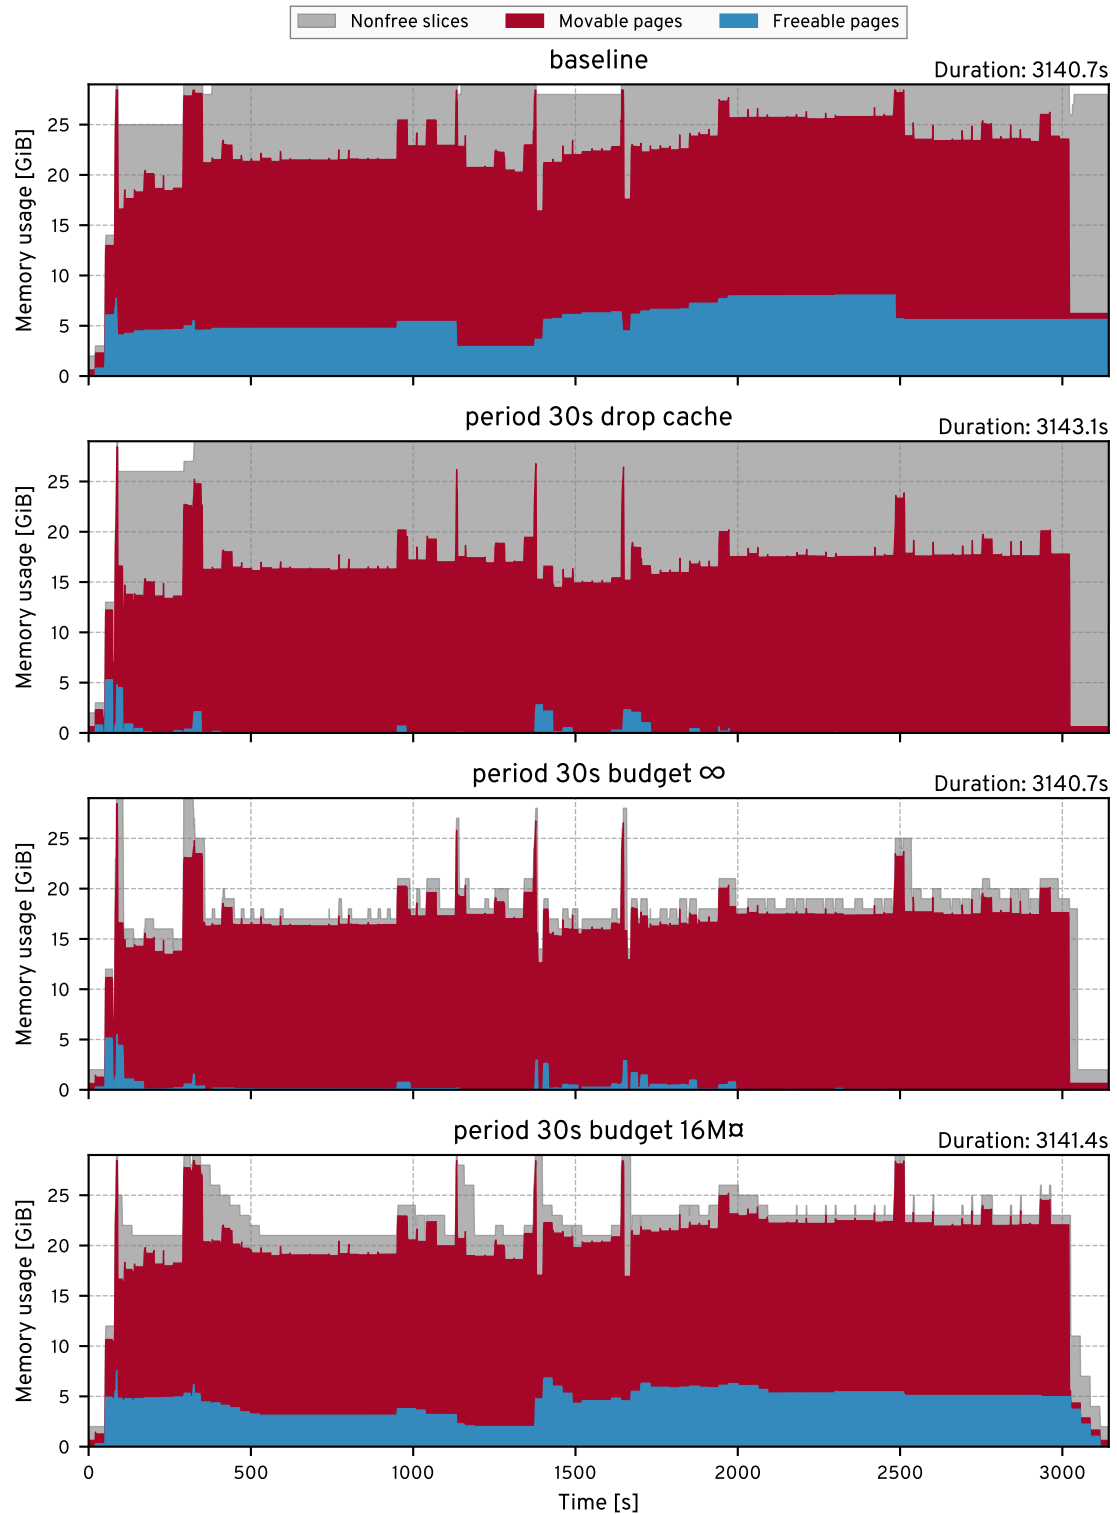 Nonfree slices Movable pages Freeable pages
baseline
Duration: 3140.7s
Memory usage [GiB]
25
20
15
10
5
0
period 30s drop cache
Duration: 3143.1s
Memory usage [GiB]
25
20
15
10
5
0
period 30s budget ∞
Duration: 3140.7s
Memory usage [GiB]
25
20
15
10
5
0
period 30s budget 16M¤
Duration: 3141.4s
Memory usage [GiB]
25
20
15
10
5
0
0 500 1000 1500 2000 2500 3000
Time [s]